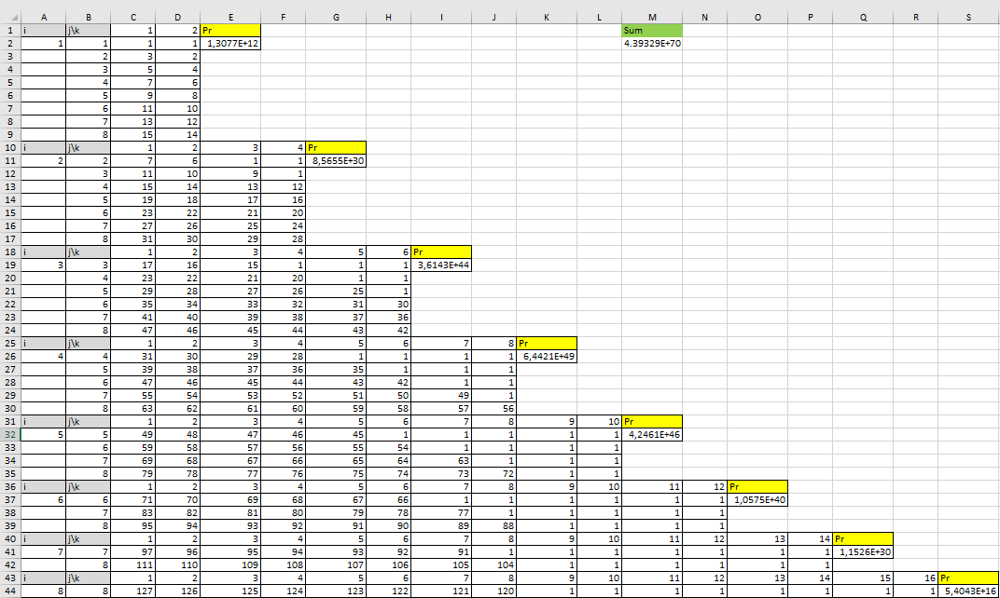 A B C D E F G H I J K L M N O P Q R S
1 i j\k 1 2 Pr Sum
2 1 1 1 1 1,3077E+12 4.39329E+70
3 2 3 2
4 3 5 4
5 4 7 6
6 5 9 8
7 6 11 10
8 7 13 12
9 8 15 14
10 i j\k 1 2 3 4 Pr
11 2 2 7 6 1 1 8,5655E+30
12 3 11 10 9 1
13 4 15 14 13 12
14 5 19 18 17 16
15 6 23 22 21 20
16 7 27 26 25 24
17 8 31 30 29 28
18 i j\k 1 2 3 4 5 6 Pr
19 3 3 17 16 15 1 1 1 3,6143E+44
20 4 23 22 21 20 1 1
21 5 29 28 27 26 25 1
22 6 35 34 33 32 31 30
23 7 41 40 39 38 37 36
24 8 47 46 45 44 43 42
25 i j\k 1 2 3 4 5 6 7 8 Pr
26 4 4 31 30 29 28 1 1 1 1 6,4421E+49
27 5 39 38 37 36 35 1 1 1
28 6 47 46 45 44 43 42 1 1
29 7 55 54 53 52 51 50 49 1
30 8 63 62 61 60 59 58 57 56
31 i j\k 1 2 3 4 5 6 7 8 9 10 Pr
32 5 5 49 48 47 46 45 1 1 1 1 1 4,2461E+46
33 6 59 58 57 56 55 54 1 1 1 1
34 7 69 68 67 66 65 64 63 1 1 1
35 8 79 78 77 76 75 74 73 72 1 1
36 i j\k 1 2 3 4 5 6 7 8 9 10 11 12 Pr
37 6 6 71 70 69 68 67 66 1 1 1 1 1 1 1,0575E+40
38 7 83 82 81 80 79 78 77 1 1 1 1 1
39 8 95 94 93 92 91 90 89 88 1 1 1 1
40 i j\k 1 2 3 4 5 6 7 8 9 10 11 12 13 14 Pr
41 7 7 97 96 95 94 93 92 91 1 1 1 1 1 1 1 1,1526E+30
42 8 111 110 109 108 107 106 105 104 1 1 1 1 1 1
43 i j\k 1 2 3 4 5 6 7 8 9 10 11 12 13 14 15 16 Pr
44 8 8 127 126 125 124 123 122 121 120 1 1 1 1 1 1 1 1 5,4043E+16